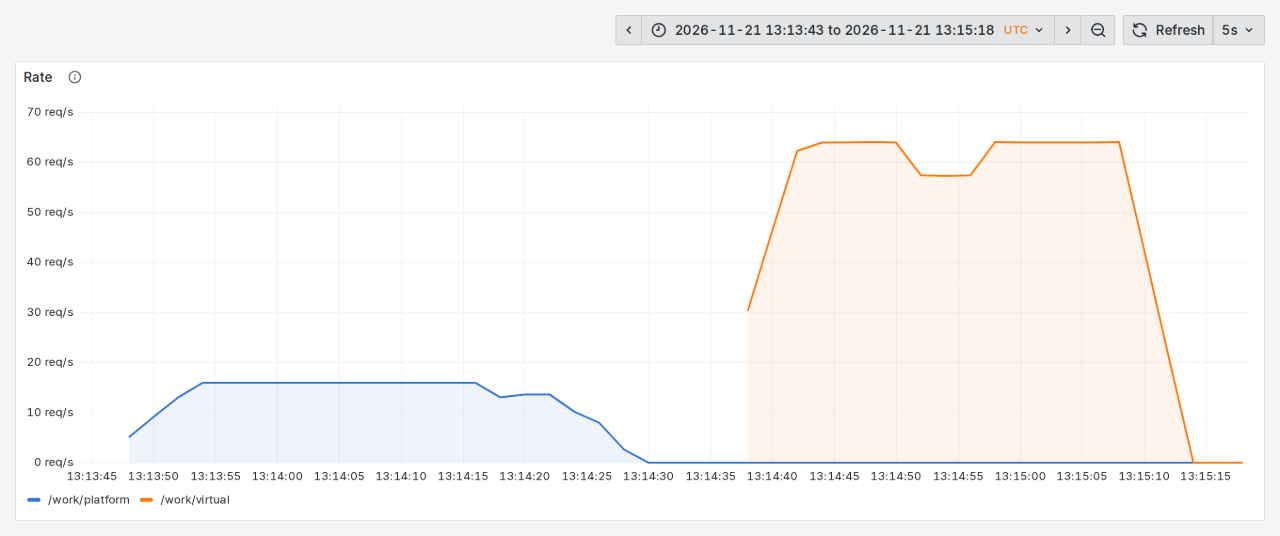 2026-11-21 13:13:43 to 2026-11-21 13:15:18 UTC Refresh 5s
Rate
70 req/s
60 req/s
50 req/s
40 req/s
30 req/s
20 req/s
10 req/s
0 req/s
13:13:45 13:13:50 13:13:55 13:14:00 13:14:05 13:14:10 13:14:15 13:14:20 13:14:25 13:14:30 13:14:35 13:14:40 13:14:45 13:14:50 13:14:55 13:15:00 13:15:05 13:15:10 13:15:15
/work/platform /work/virtual